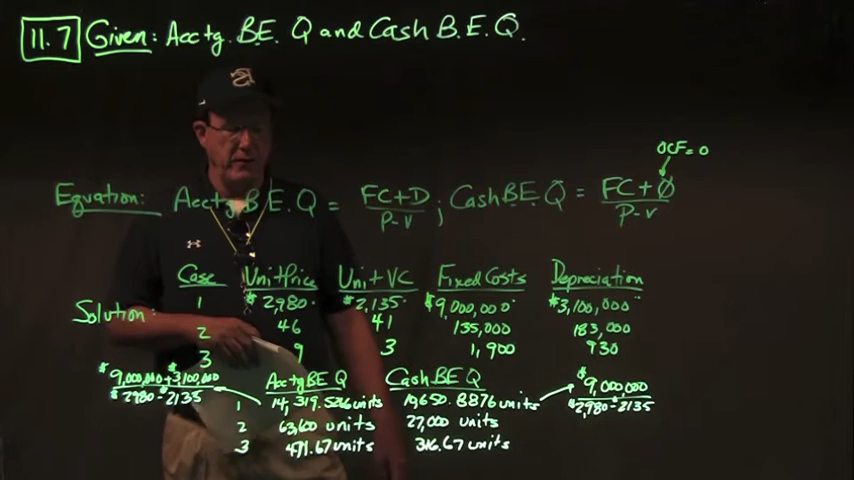 11.7 Given: Acctg. B.E. Q and Cash B.E. Q.
OCF = 0
Equation: Acctg B.E. Q = FC+D / P-v ; Cash B.E. Q = FC + Ø / P-v
Case Unit Price Unit VC Fixed Costs Depreciation
Solution: 1 $2,980 $2,135 $9,000,000 $3,100,000
2 46 41 135,000 183,000
3 9 3 1,900 930
$9,000,000 + $3,100,000 / $2980 - $2135
Acctg BE Q Cash BE Q
$9,000,000 / $2,980 - $2135
1 14,319.526 units 10,650.8876 units
2 63,600 units 27,000 units
3 471.67 units 316.67 units